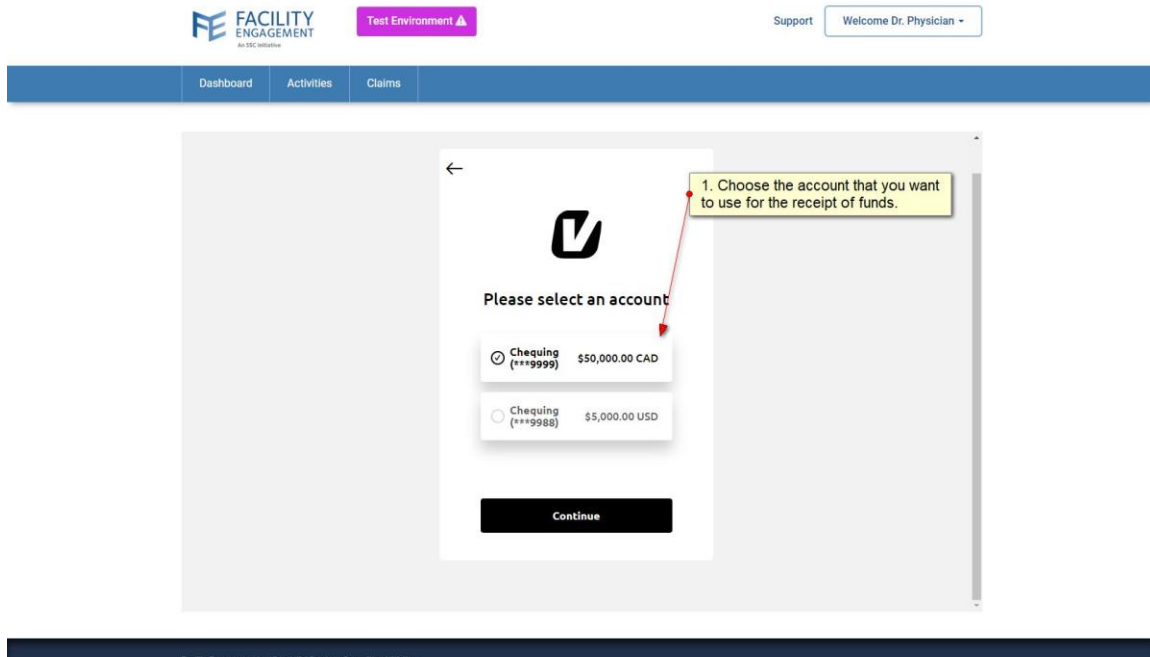 FACILITY
ENGAGEMENT
An SSC Initiative
Test Environment
Support
Welcome Dr. Physician
Dashboard
Activities
Claims
1. Choose the account that you want
to use for the receipt of funds.
Please select an account
Chequing
(***9999)
$50,000.00 CAD
Chequing
(***9988)
$5,000.00 USD
Continue